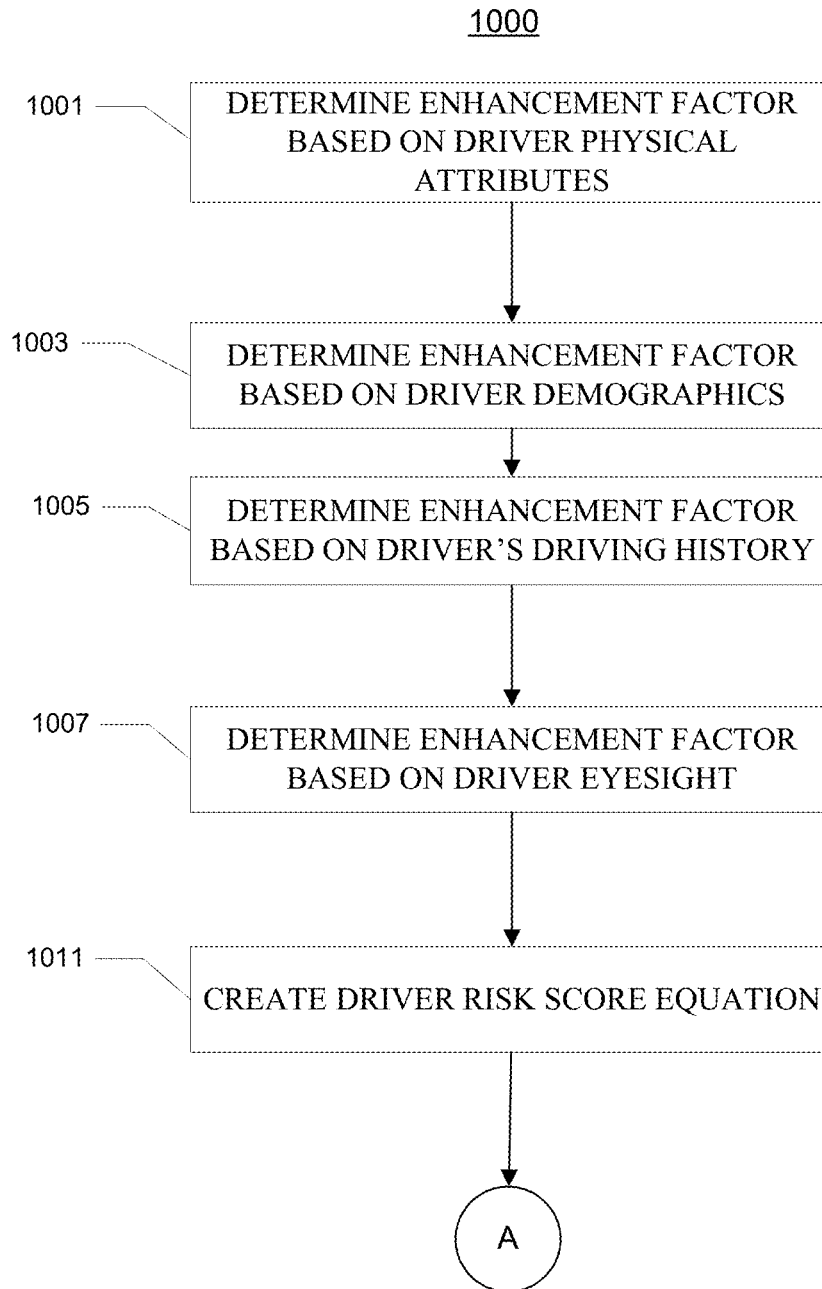 1000
1001
DETERMINE ENHANCEMENT FACTOR
BASED ON DRIVER PHYSICAL
ATTRIBUTES
1003
DETERMINE ENHANCEMENT FACTOR
BASED ON DRIVER DEMOGRAPHICS
1005
DETERMINE ENHANCEMENT FACTOR
BASED ON DRIVER’S DRIVING HISTORY
1007
DETERMINE ENHANCEMENT FACTOR
BASED ON DRIVER EYESIGHT
1011
CREATE DRIVER RISK SCORE EQUATION
A